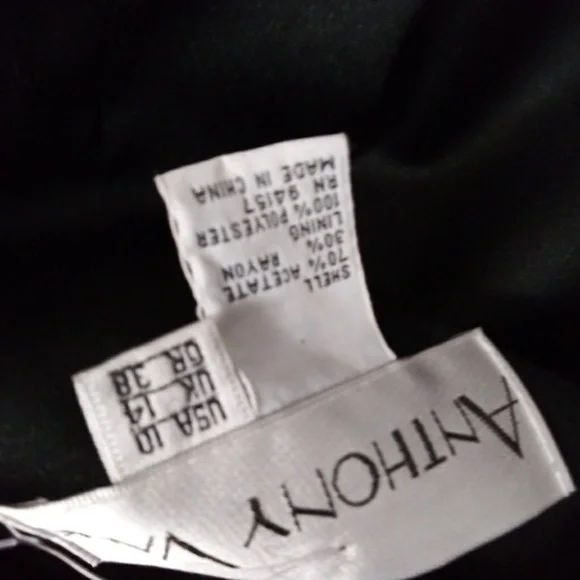 ANTHONY
USA
UK 14
GR 38
SHELL
70% ACETATE
30% RAYON
LINING
100% POLYESTER
RN 94157
MADE IN CHINA